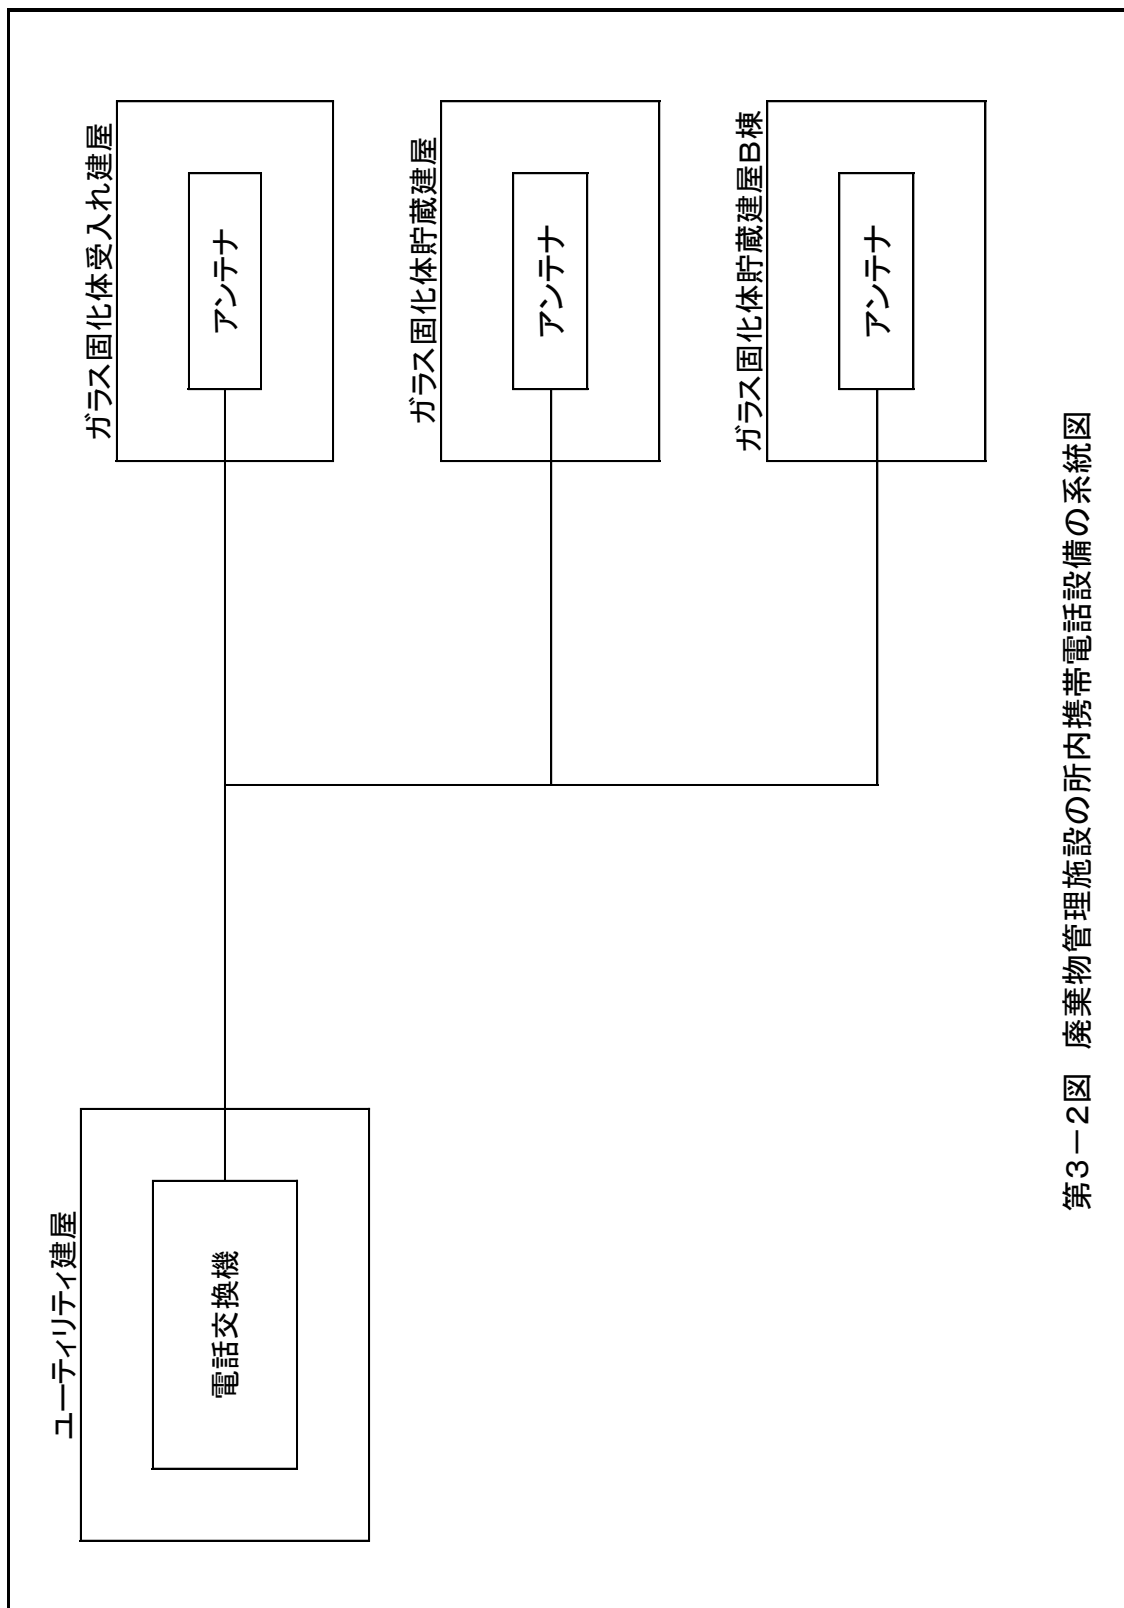 ユーティリティ建屋
電話交換機
ガラス固化体受入れ建屋
アンテナ
ガラス固化体貯蔵建屋
アンテナ
ガラス固化体貯蔵建屋B棟
アンテナ
第3-2図 廃棄物管理施設の所内携帯電話設備の系統図